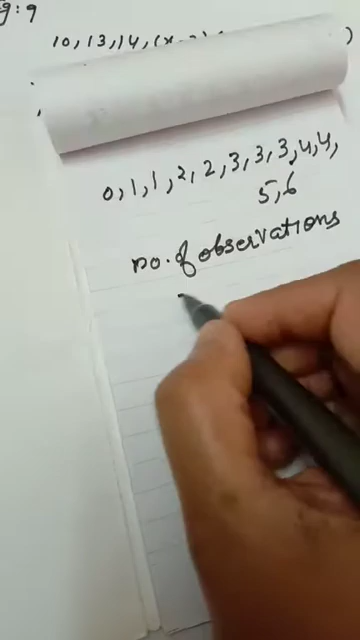 g: 9
10, 13, 14, (x
0, 1, 1, 2, 2, 3, 3, 3, 4, 4,
5, 6
no. of observations